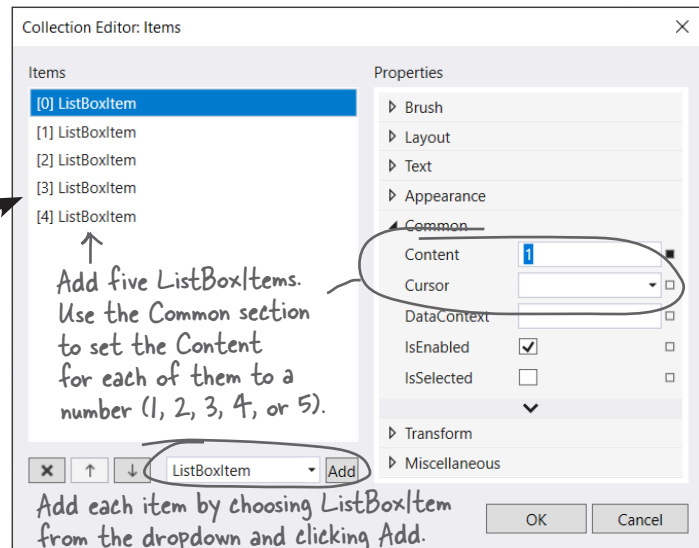 Collection Editor: Items
Items
[0] ListBoxItem
[1] ListBoxItem
[2] ListBoxItem
[3] ListBoxItem
[4] ListBoxItem
Add five ListBoxItems.
Use the Common section
to set the Content
for each of them to a
number (1, 2, 3, 4, or 5).
ListBoxItem
Add
Add each item by choosing ListBoxItem
from the dropdown and clicking Add.
Properties
Brush
Layout
Text
Appearance
Common
Content 1
Cursor
DataContext
IsEnabled
IsSelected
Transform
Miscellaneous
OK Cancel